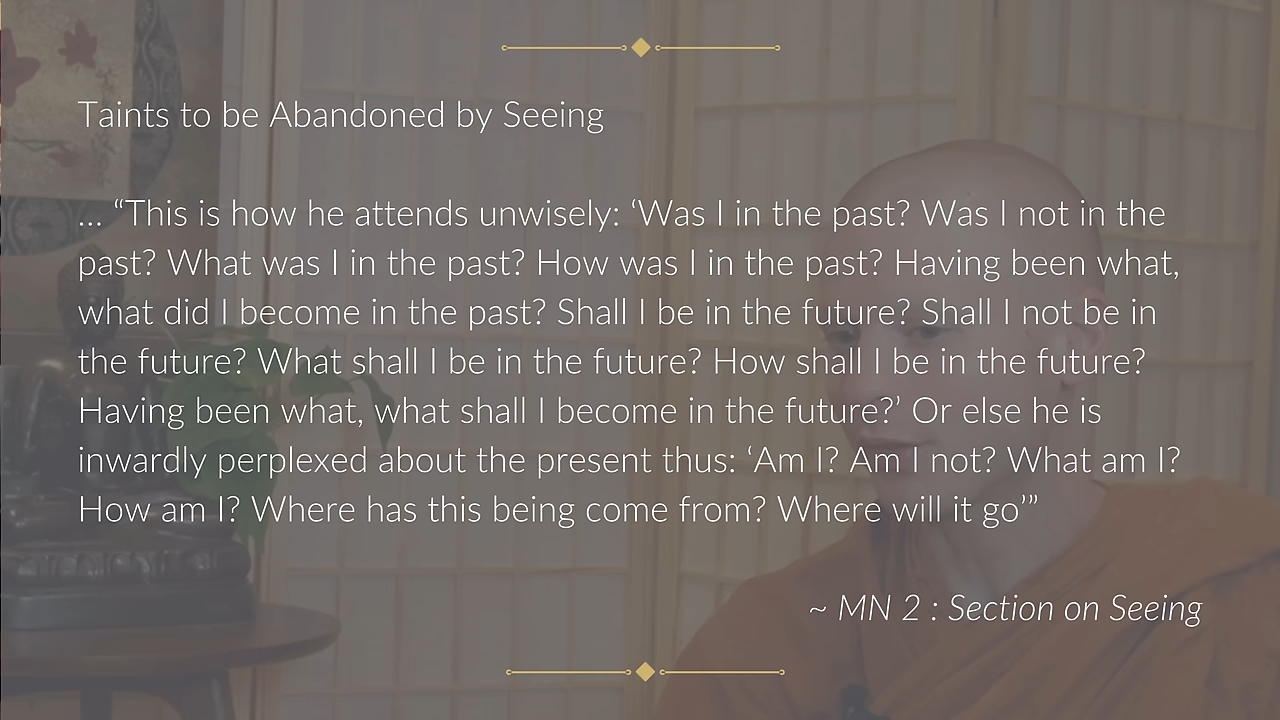 Taints to be Abandoned by Seeing
... “This is how he attends unwisely: ‘Was I in the past? Was I not in the
past? What was I in the past? How was I in the past? Having been what,
what did I become in the past? Shall I be in the future? Shall I not be in
the future? What shall I be in the future? How shall I be in the future?
Having been what, what shall I become in the future?’ Or else he is
inwardly perplexed about the present thus: ‘Am I? Am I not? What am I?
How am I? Where has this being come from? Where will it go’”
~ MN 2 : Section on Seeing